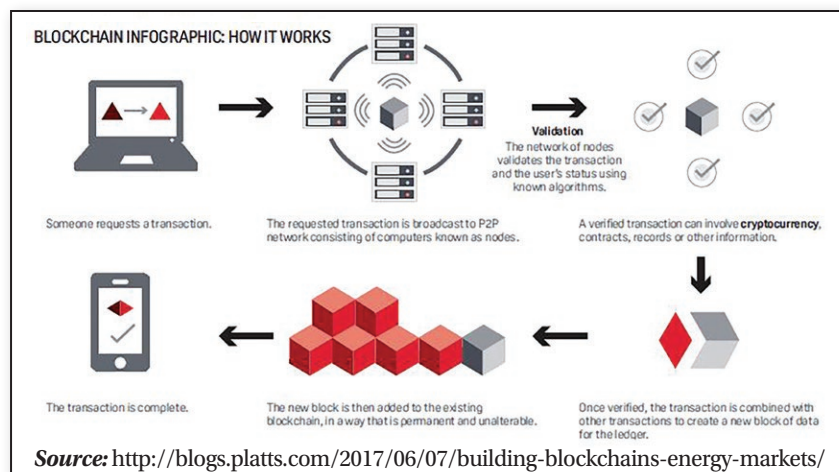 BLOCKCHAIN INFOGRAPHIC: HOW IT WORKS
Validation
The network of nodes
validates the transaction
and the user's status using
known algorithms.
Someone requests a transaction.
The requested transaction is broadcast to P2P
network consisting of computers known as nodes.
A verified transaction can involve cryptocurrency,
contracts, records or other information.
The transaction is complete.
The new block is then added to the existing
blockchain, in a way that is permanent and unalterable.
Once verified, the transaction is combined with
other transactions to create a new block of data
for the ledger.
Source: http://blogs.platts.com/2017/06/07/building-blockchains-energy-markets/